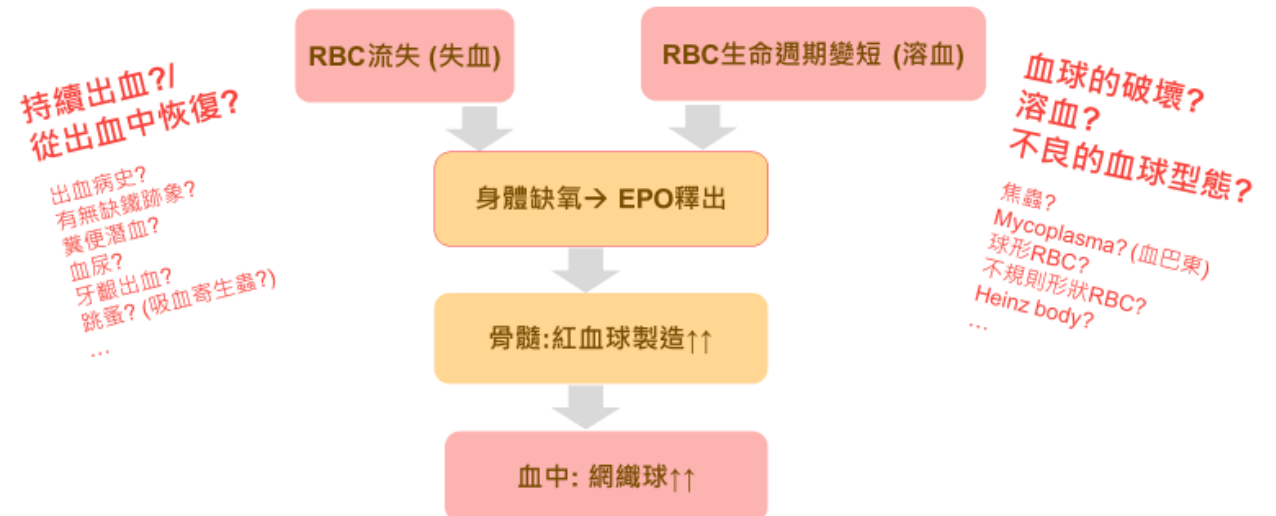 RBC流失 (失血)
RBC生命週期變短 (溶血)
持續出血?/
從出血中恢復?
出血病史?
有無缺鐵跡象?
糞便潛血?
血尿?
牙齦出血?
跳蚤? (吸血寄生蟲?)
…
血球的破壞?
溶血?
不良的血球型態?
焦蟲?
Mycoplasma? (血巴東)
球形RBC?
不規則形狀RBC?
Heinz body?
…
身體缺氧→ EPO釋出
骨髓:紅血球製造↑↑
血中: 網織球↑↑